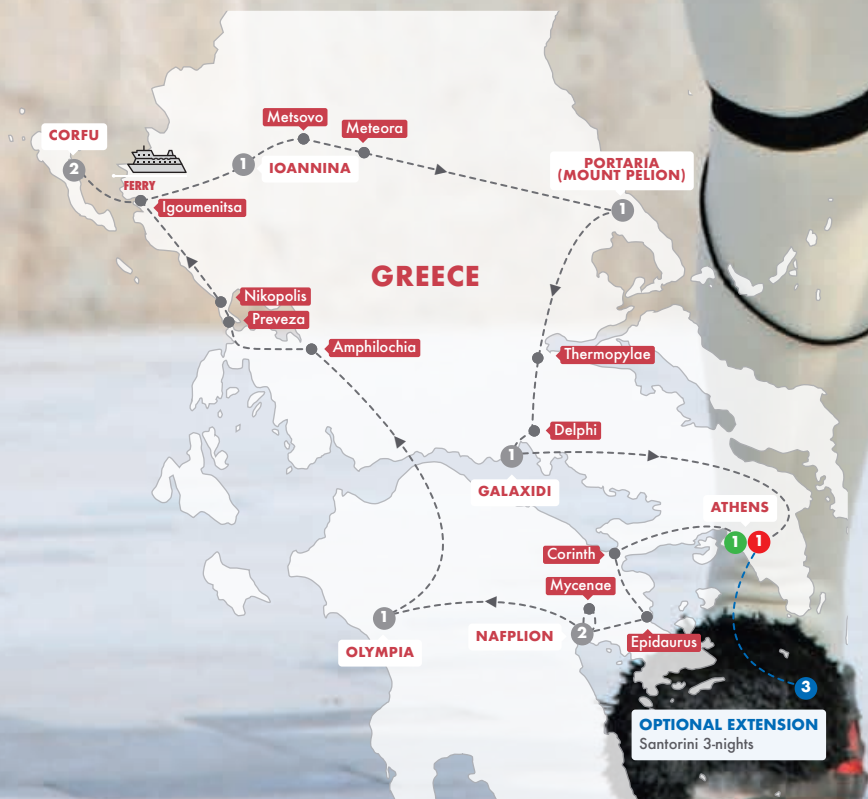 Metsovo
Meteora
CORFU
2
FERRY
1
IOANNINA
PORTARIA
(MOUNT PELION)
1
Igoumenitsa
GREECE
Nikopolis
Preveza
Amphilochia
Thermopylae
Delphi
1
GALAXIDI
ATHENS
1
1
Corinth
Mycenae
1
OLYMPIA
NAFPLION
2
Epidaurus
3
OPTIONAL EXTENSION
Santorini 3-nights